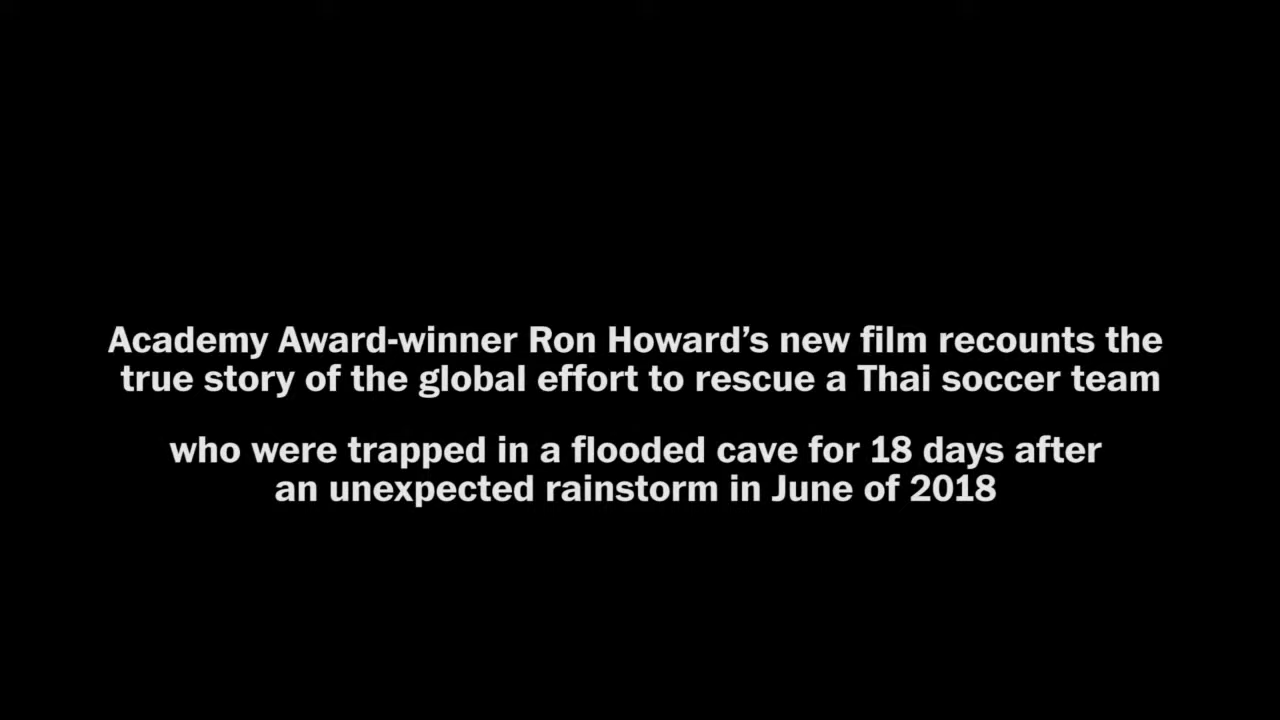 Academy Award-winner Ron Howard’s new film recounts the
true story of the global effort to rescue a Thai soccer team
who were trapped in a flooded cave for 18 days after
an unexpected rainstorm in June of 2018